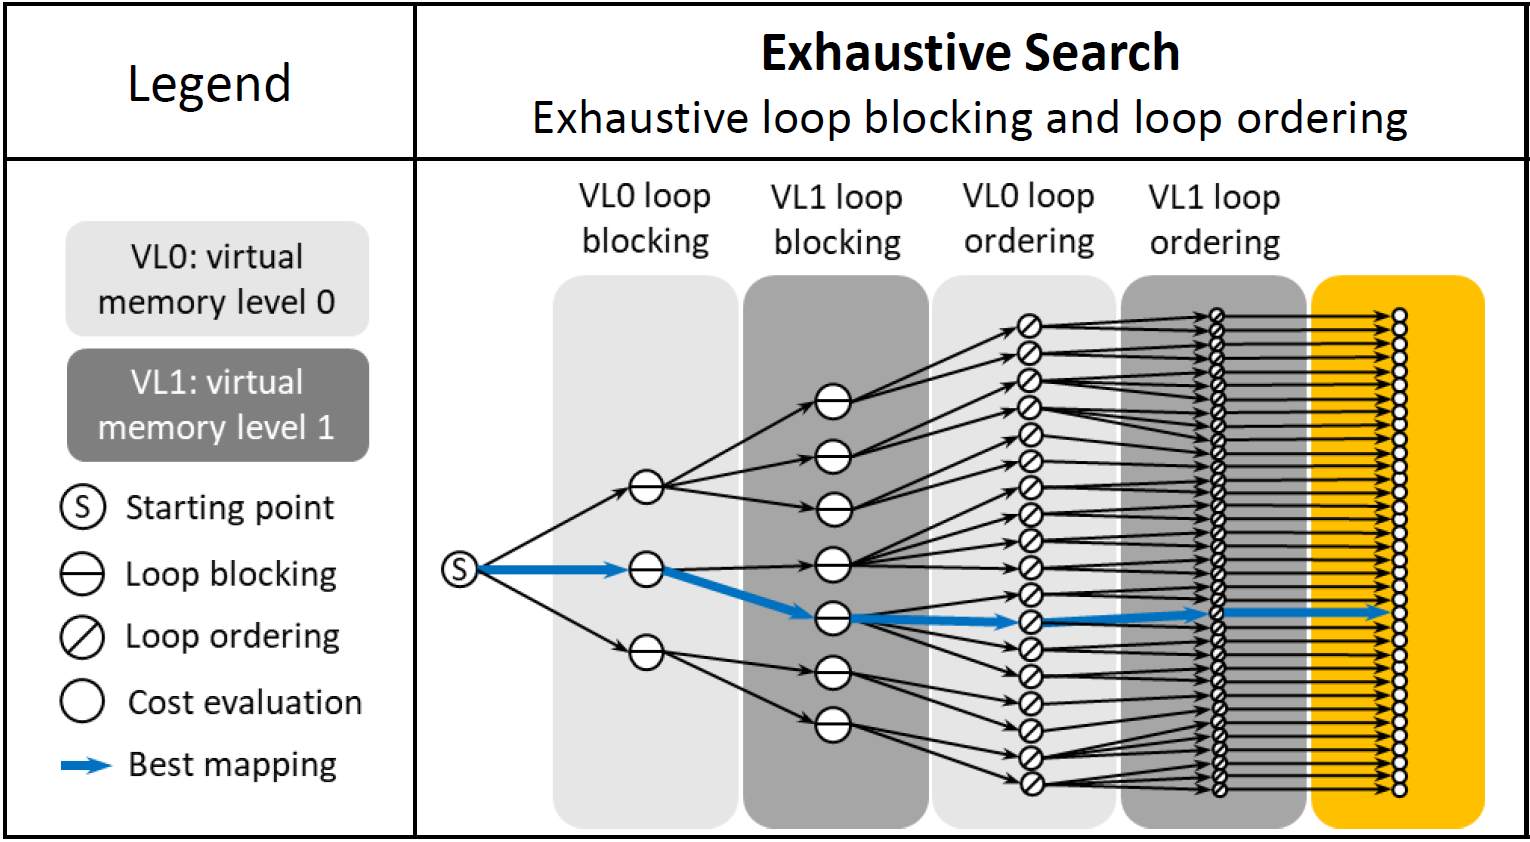 Legend
Exhaustive Search
Exhaustive loop blocking and loop ordering
VL0: virtual
memory level 0
VL1: virtual
memory level 1
S Starting point
Loop blocking
Loop ordering
Cost evaluation
Best mapping
VL0 loop
blocking
VL1 loop
blocking
VL0 loop
ordering
VL1 loop
ordering
S